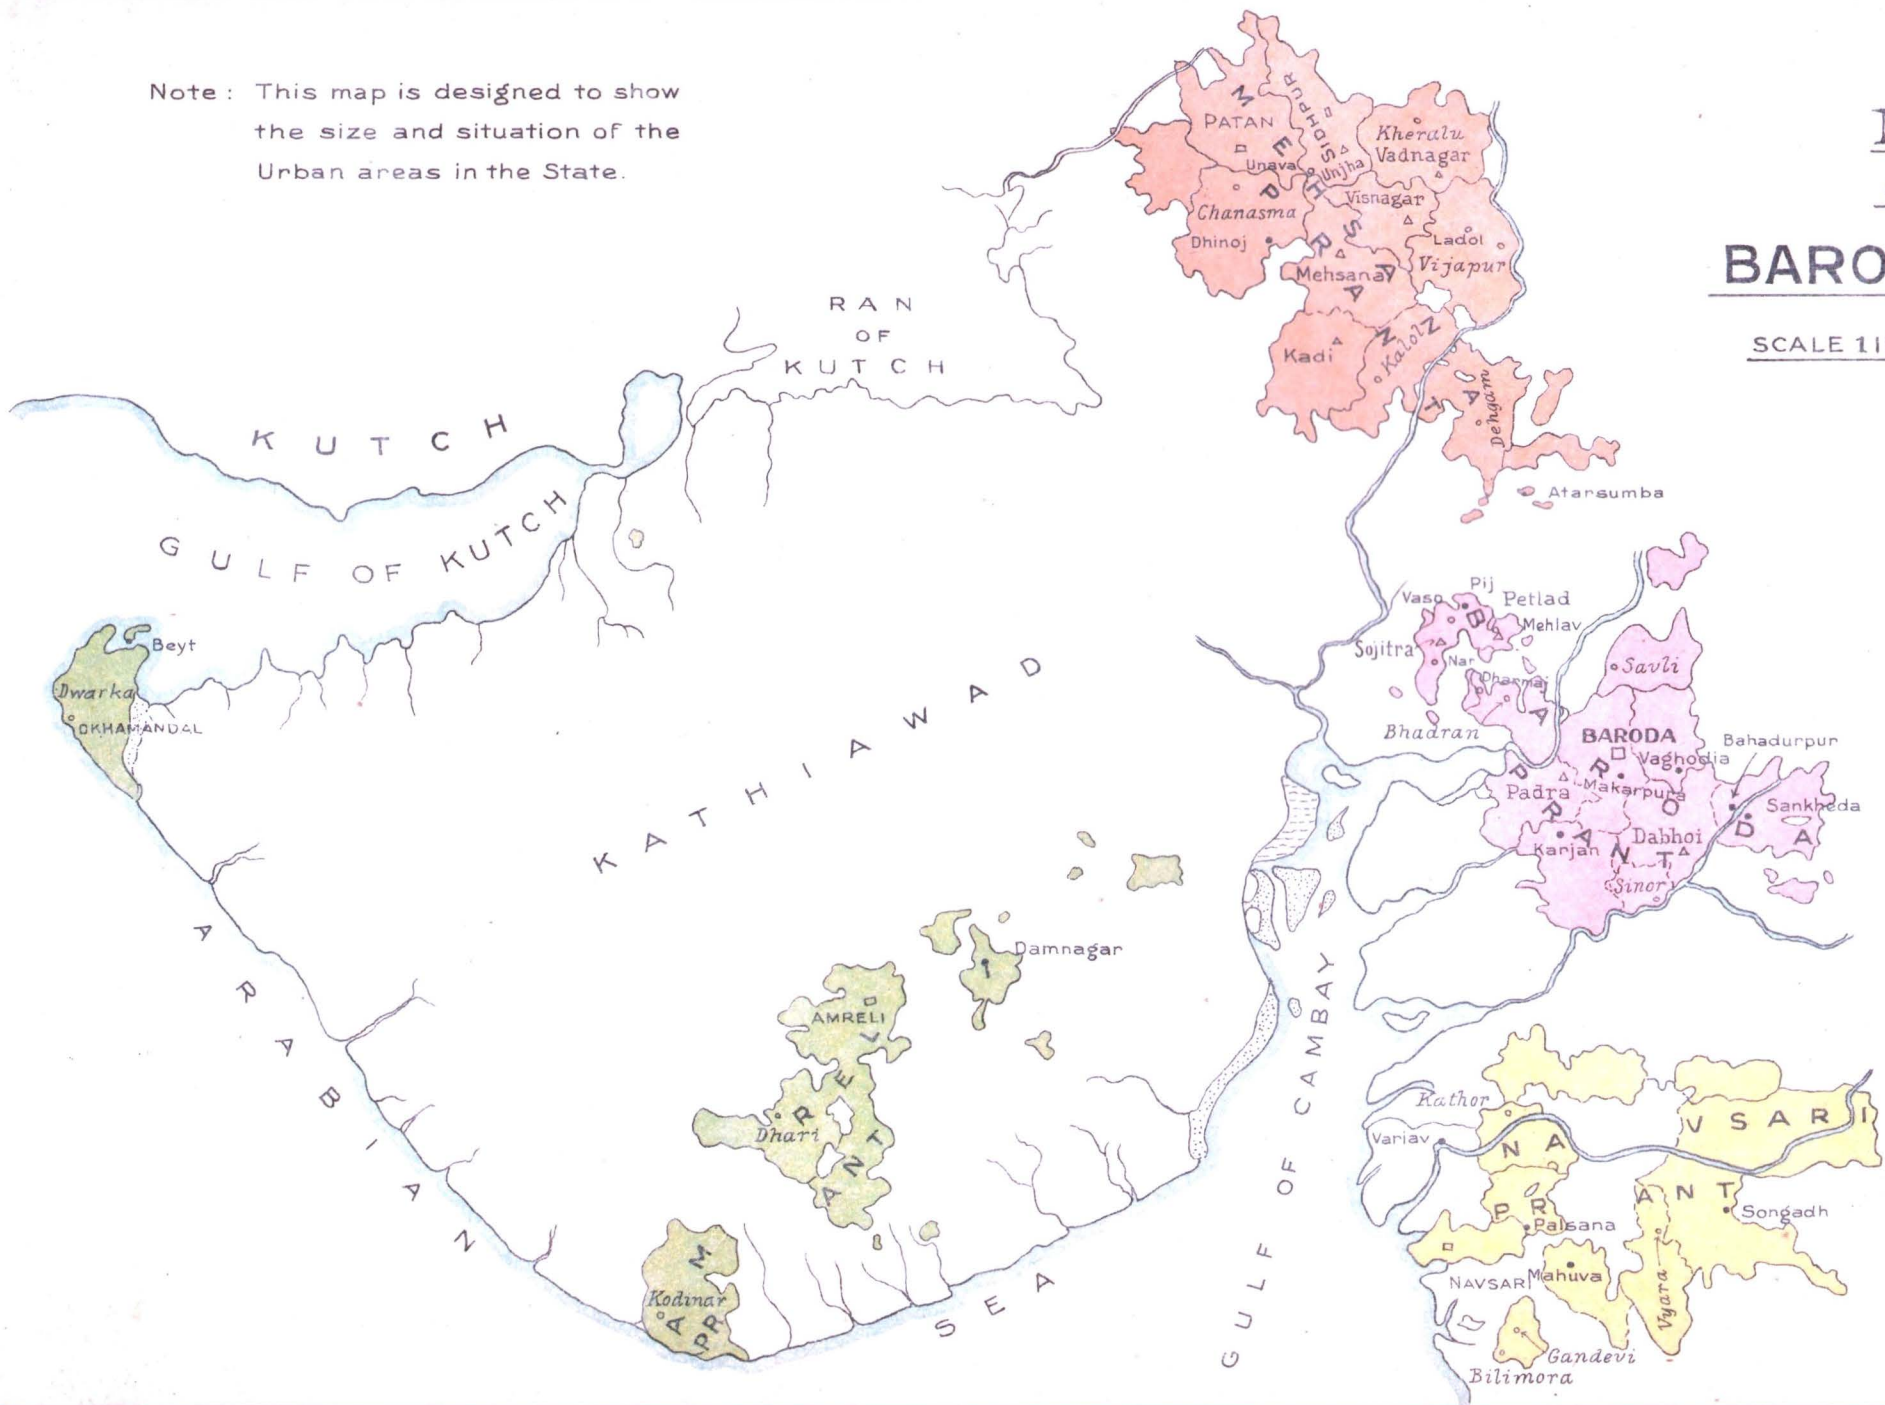 Note : This map is designed to show
the size and situation of the
Urban areas in the State.
BARO
SCALE 1I
PATAN
SIDHPUR
Kheralu
Vadnagar
Unava
Unjha
Chanasma
Visnagar
Dhinoj
Ladol
Vijapur
Mehsana
MEHSANA
PRANT
Kadi
Kalol
Dehgam
Atarsumba
RAN
OF
KUTCH
KUTCH
GULF OF KUTCH
Beyt
Dwarka
OKHAMANDAL
KATHIAWAD
Vaso
Pij
Petlad
Mehlav
Sojitra
Nar
Dharmaj
Bhadran
Savli
BARODA
Bahadurpur
Vaghodia
Padra
Makarpura
Sankheda
Karjan
Dabhoi
Sinor
BARODA
PRANT
Damnagar
AMRELI
Dhari
AMRELI
PRANT
Kodinar
ARABIAN
SEA
GULF OF CAMBAY
Kathor
Variav
NAVSARI
PRANT
Palsana
Songadh
NAVSARI
Mahuva
Vyara
Gandevi
Bilimora